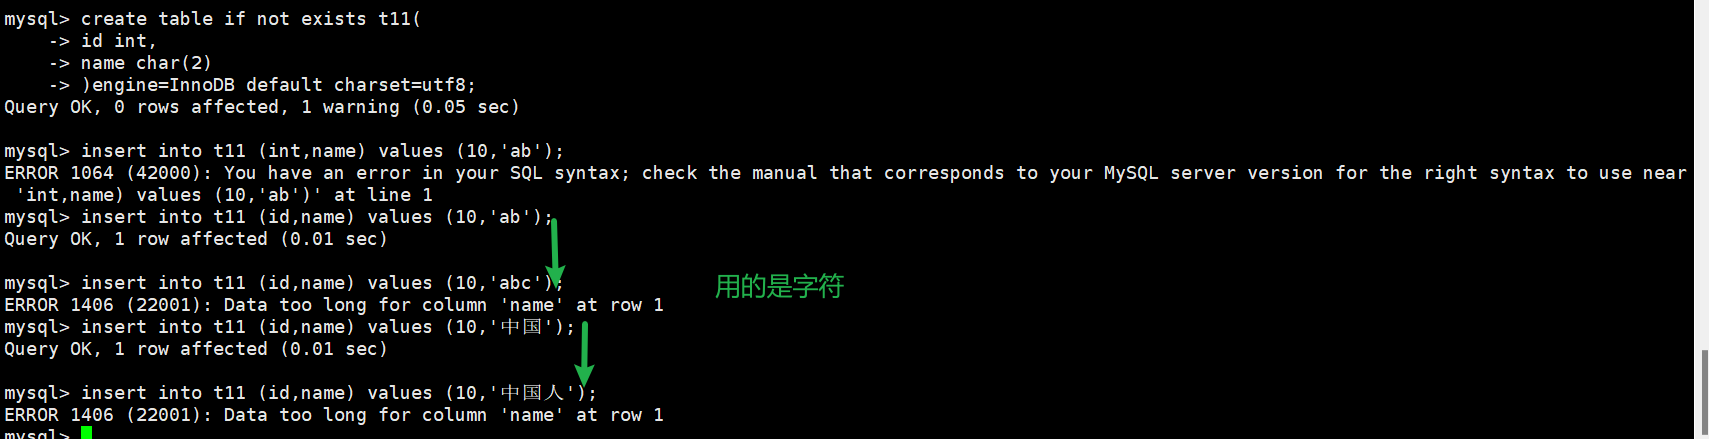 mysql> create table if not exists t11(
    -> id int,
    -> name char(2)
    -> )engine=InnoDB default charset=utf8;
Query OK, 0 rows affected, 1 warning (0.05 sec)
mysql> insert into t11 (int,name) values (10,'ab');
ERROR 1064 (42000): You have an error in your SQL syntax; check the manual that corresponds to your MySQL server version for the right syntax to use near
 'int,name) values (10,'ab')' at line 1
mysql> insert into t11 (id,name) values (10,'ab');
Query OK, 1 row affected (0.01 sec)
mysql> insert into t11 (id,name) values (10,'abc');
用的是字符
ERROR 1406 (22001): Data too long for column 'name' at row 1
mysql> insert into t11 (id,name) values (10,'中国');
Query OK, 1 row affected (0.01 sec)
mysql> insert into t11 (id,name) values (10,'中国人');
ERROR 1406 (22001): Data too long for column 'name' at row 1
mysql>